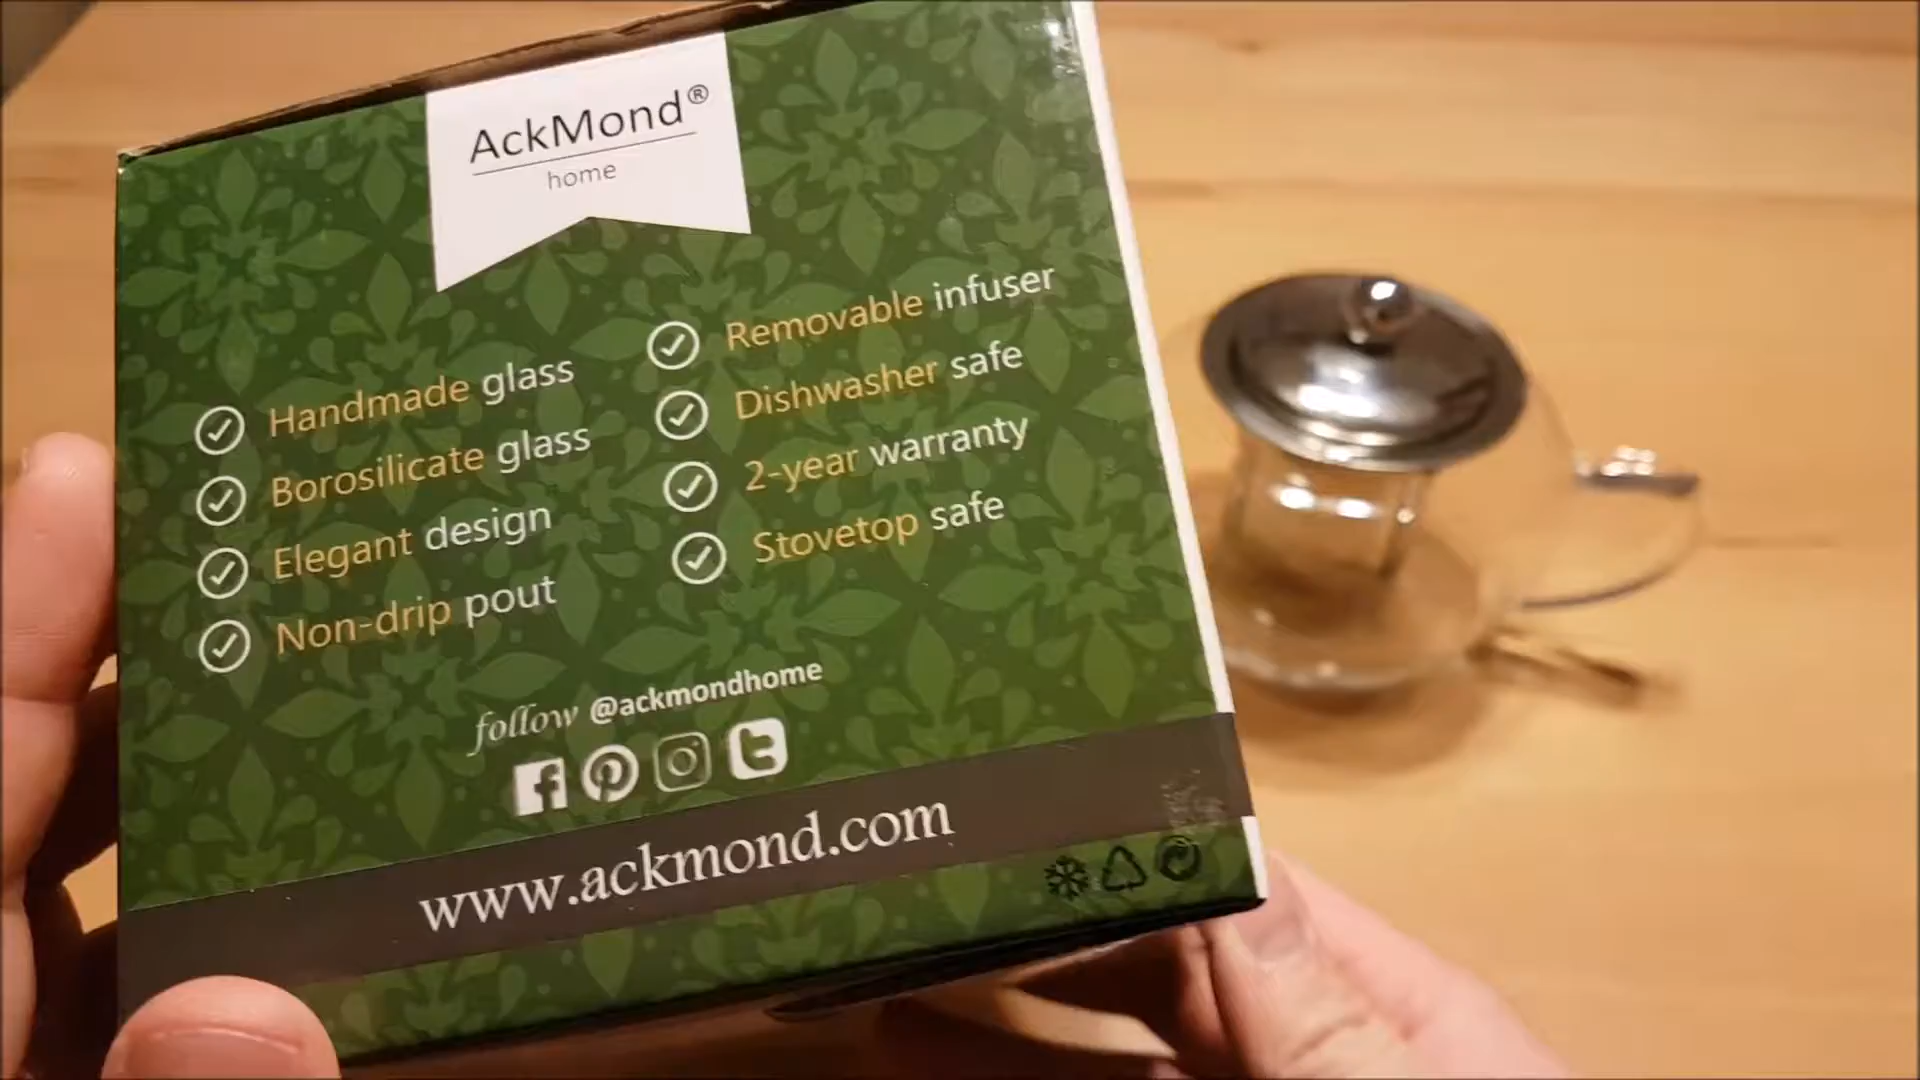 AckMond®
home
Handmade glass
Borosilicate glass
Elegant design
Non-drip pout
Removable infuser
Dishwasher safe
2-year warranty
Stovetop safe
follow @ackmondhome
www.ackmond.com